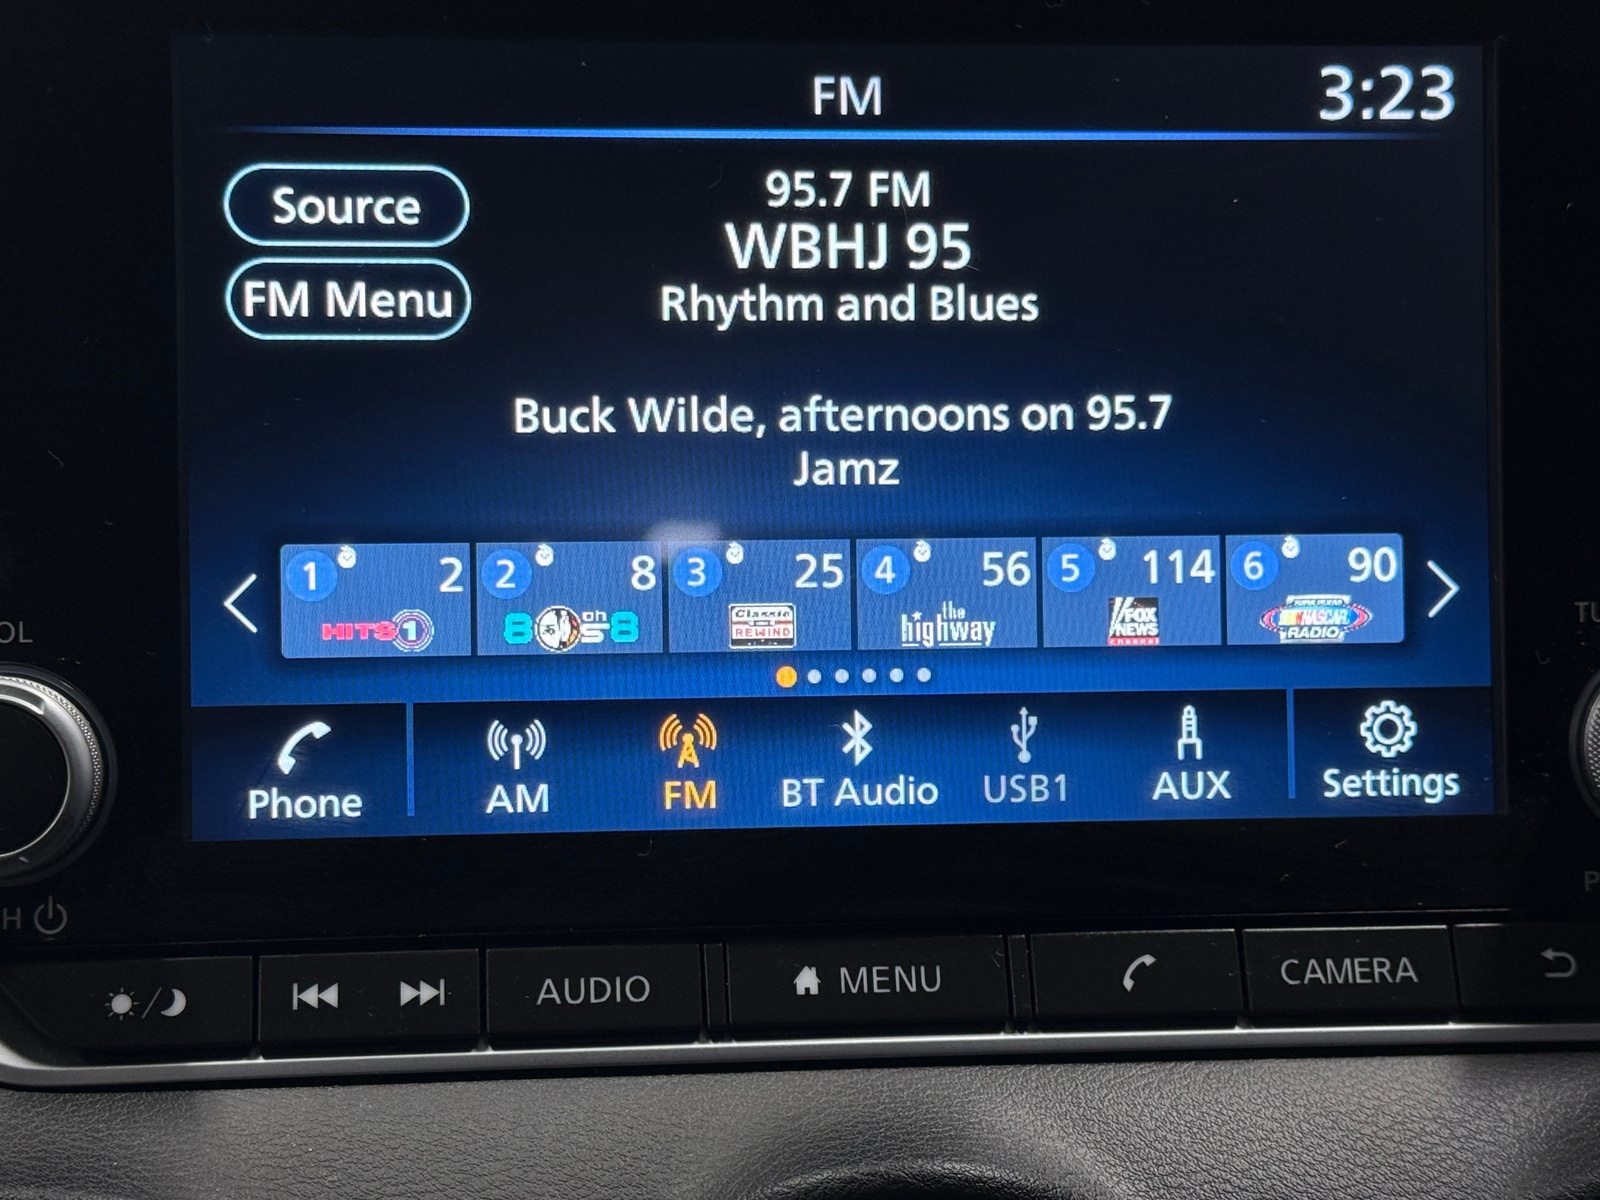 FM
3:23
Source
95.7 FM
WBHJ 95
FM Menu
Rhythm and Blues
Buck Wilde, afternoons on 95.7
Jamz
1 2
2 8
3 25
4 56
5 114
6 90
HITS 1
80s on 8
Classic
REWIND
the
highway
FOX
NEWS
channel
NASCAR
RADIO
Phone
AM
FM
BT Audio
USB1
AUX
Settings
AUDIO
MENU
CAMERA